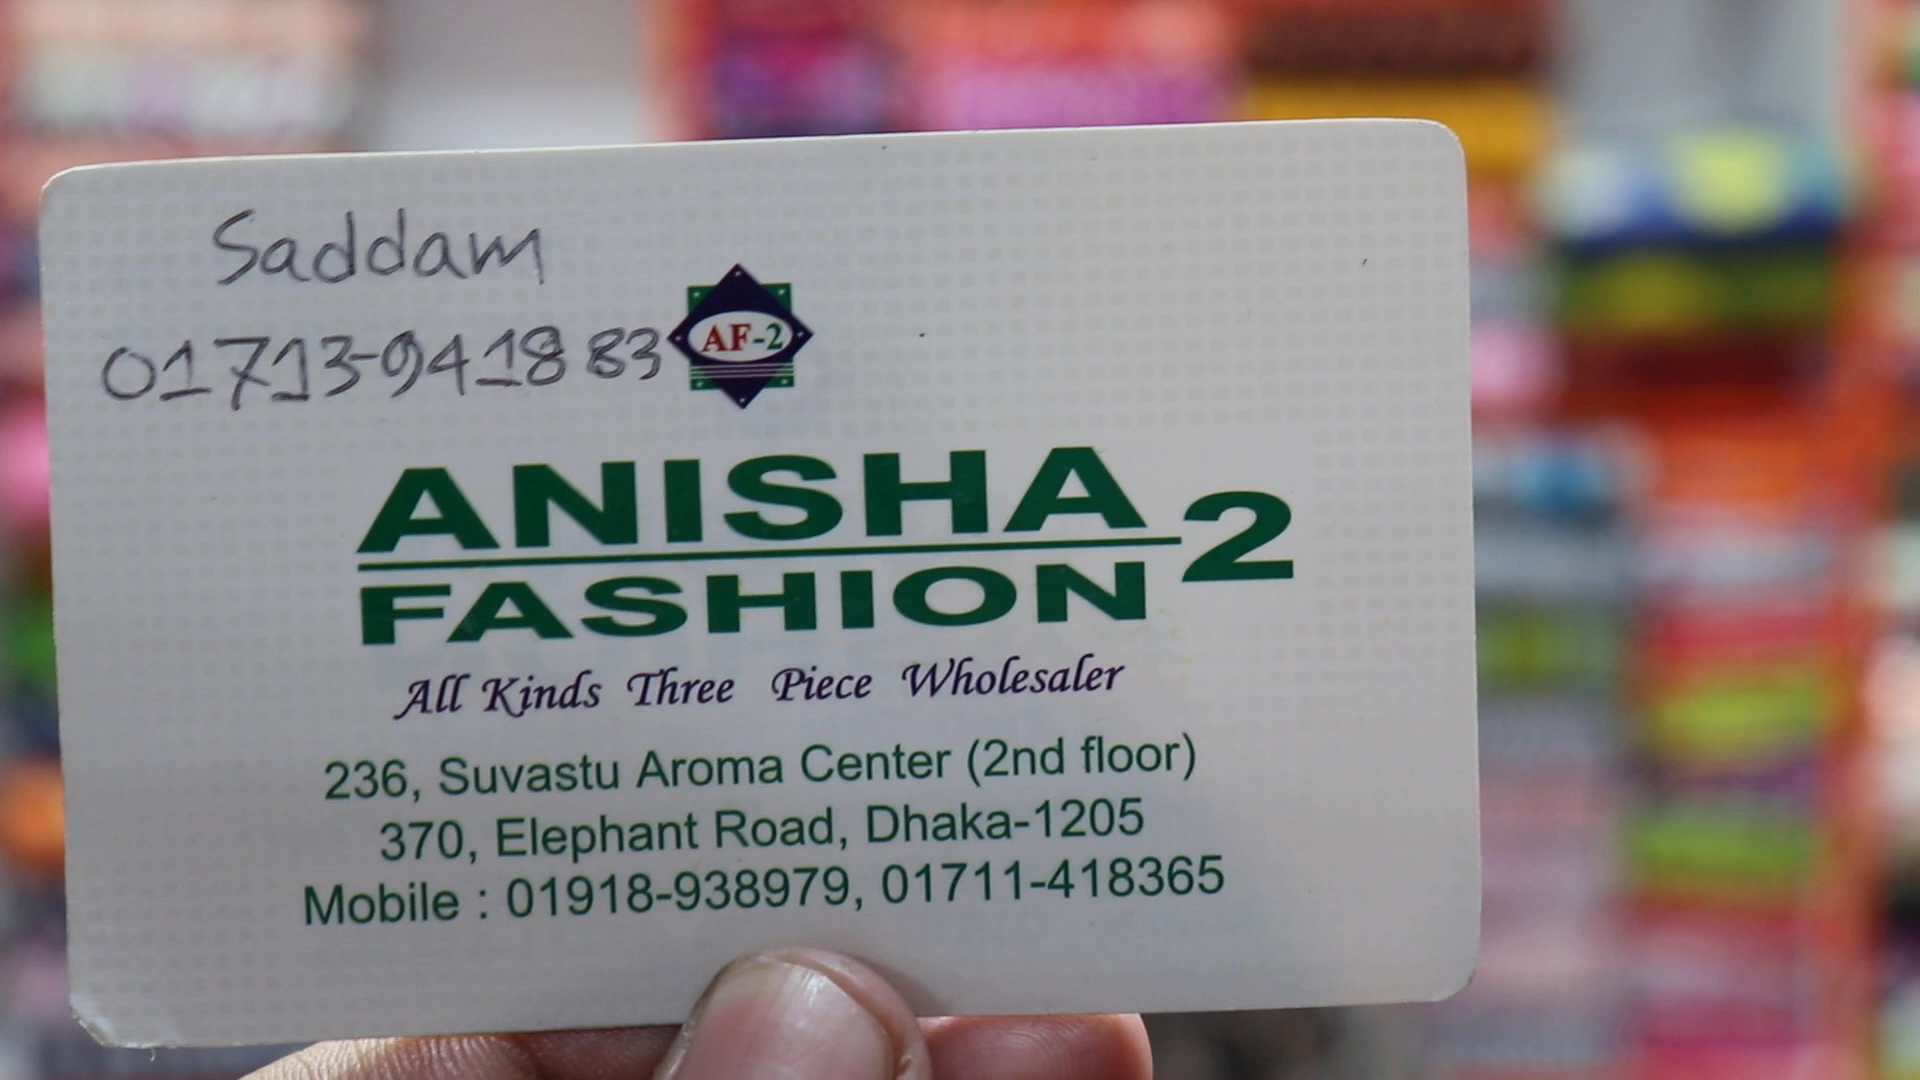 Saddam
01713-941883
AF-2
ANISHA
FASHION 2
All Kinds Three Piece Wholesaler
236, Suvastu Aroma Center (2nd floor)
370, Elephant Road, Dhaka-1205
Mobile : 01918-938979, 01711-418365